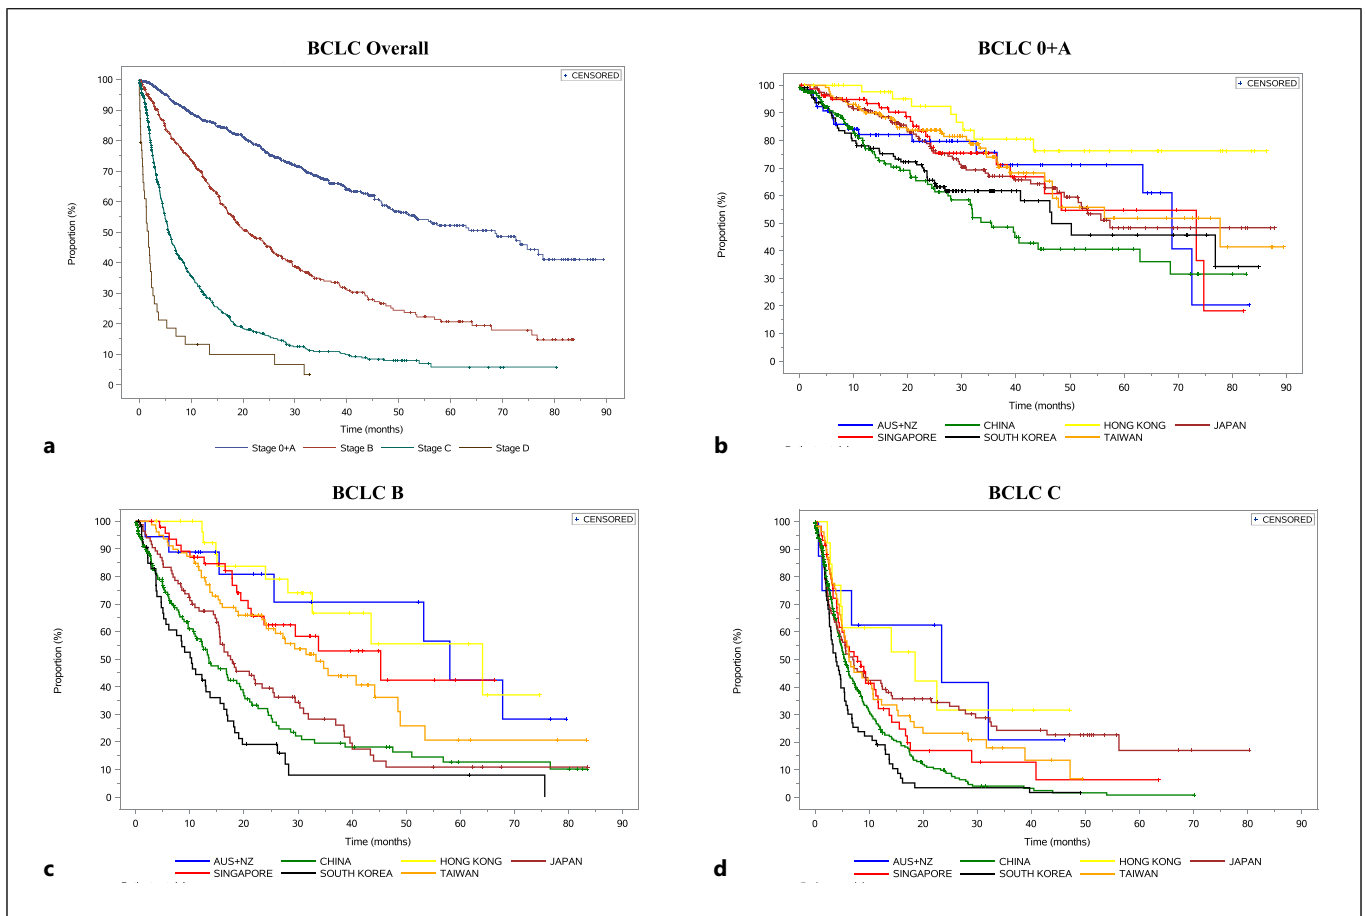 BCLC Overall
+ CENSORED
100
90
80
70
60
50
40
30
20
10
0
Proportion (%)
0 10 20 30 40 50 60 70 80 90
Time (months)
Stage 0+A Stage B Stage C Stage D
a
BCLC 0+A
+ CENSORED
100
90
80
70
60
50
40
30
20
10
0
Proportion (%)
0 10 20 30 40 50 60 70 80 90
Time (months)
AUS+NZ CHINA HONG KONG JAPAN
SINGAPORE SOUTH KOREA TAIWAN
b
BCLC B
+ CENSORED
100
90
80
70
60
50
40
30
20
10
0
Proportion (%)
0 10 20 30 40 50 60 70 80 90
Time (months)
AUS+NZ CHINA HONG KONG JAPAN
SINGAPORE SOUTH KOREA TAIWAN
c
BCLC C
+ CENSORED
100
90
80
70
60
50
40
30
20
10
0
Proportion (%)
0 10 20 30 40 50 60 70 80 90
Time (months)
AUS+NZ CHINA HONG KONG JAPAN
SINGAPORE SOUTH KOREA TAIWAN
d